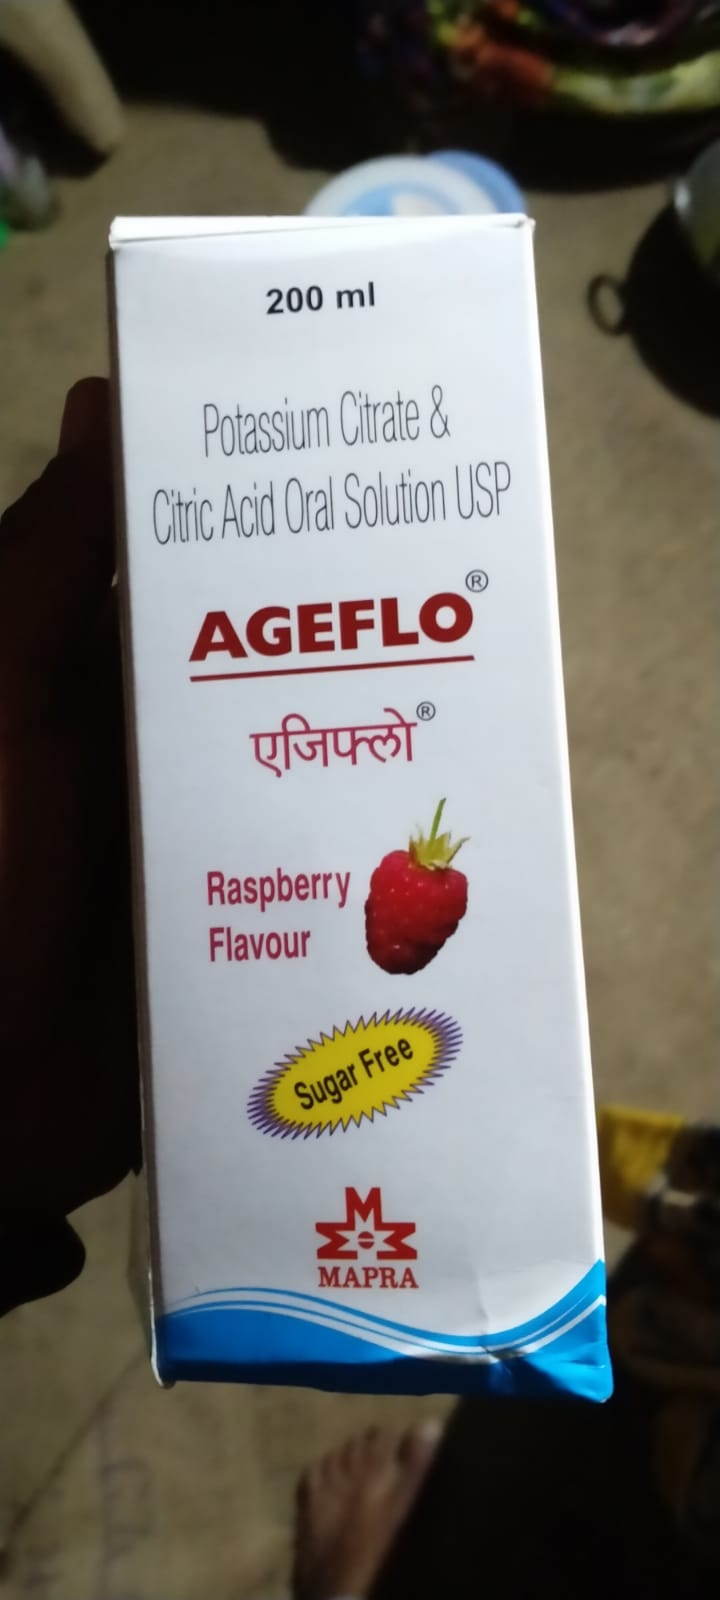 200 ml
Potassium Citrate &
Citric Acid Oral Solution USP
AGEFLO®
एजिफ्लो®
Raspberry
Flavour
Sugar Free
MAPRA